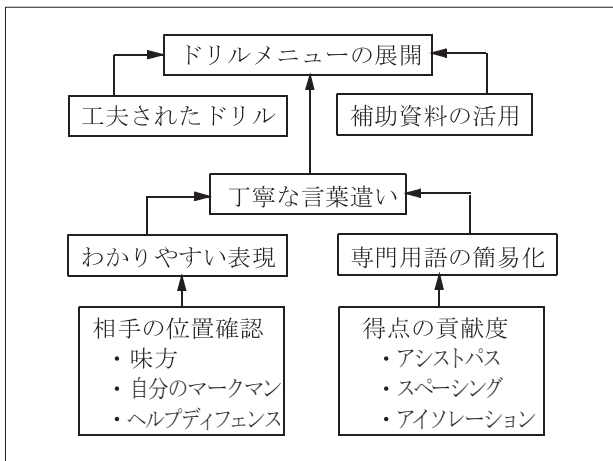 ドリルメニューの展開
工夫されたドリル
補助資料の活用
丁寧な言葉遣い
わかりやすい表現
専門用語の簡易化
相手の位置確認
・味方
・自分のマークマン
・ヘルプディフェンス
得点の貢献度
・アシストパス
・スペーシング
・アイソレーション